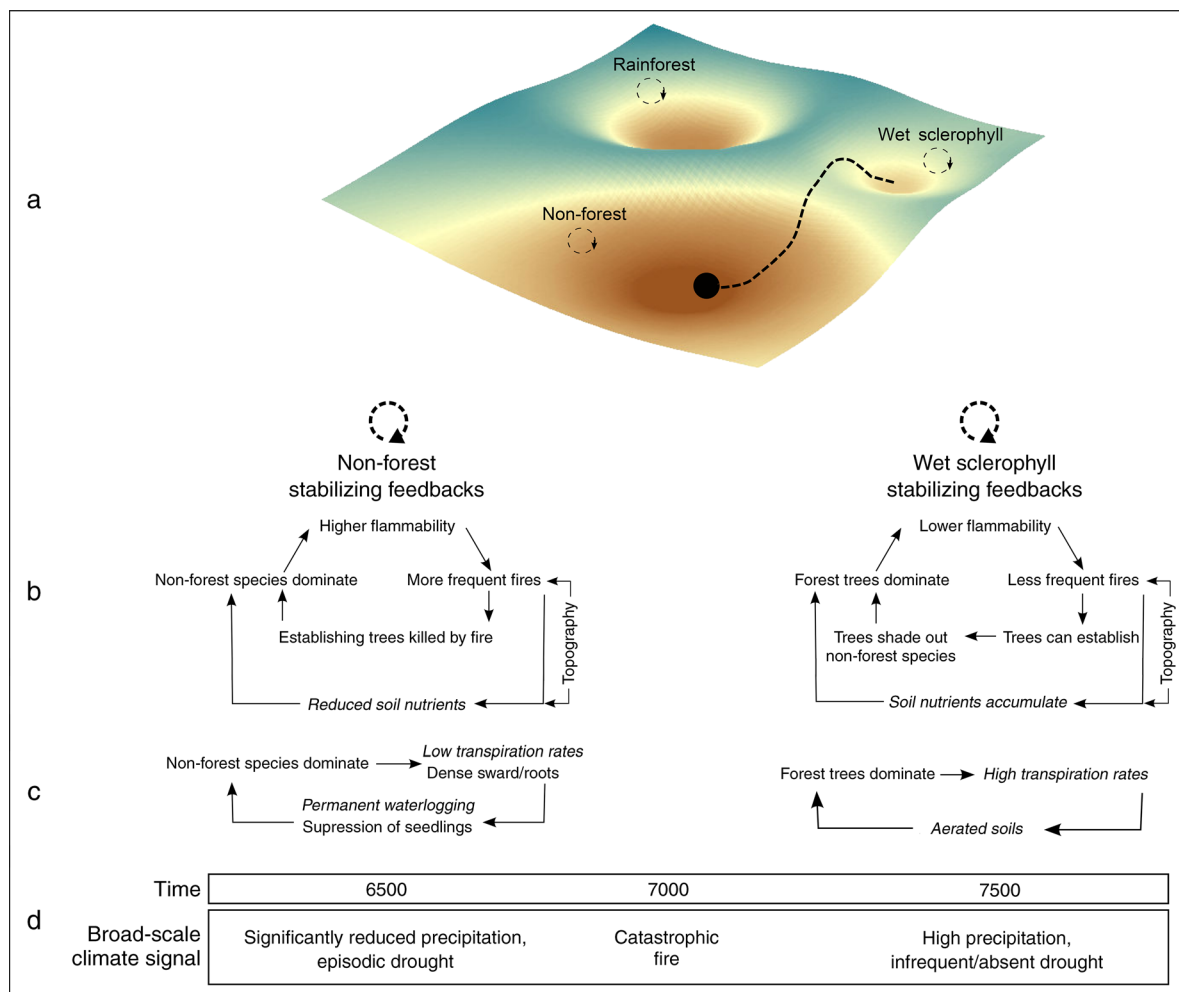 a
Rainforest
Wet sclerophyll
Non-forest
Non-forest
stabilizing feedbacks
Wet sclerophyll
stabilizing feedbacks
b
Higher flammability
Non-forest species dominate
More frequent fires
Establishing trees killed by fire
Topography
Reduced soil nutrients
Lower flammability
Forest trees dominate
Less frequent fires
Trees shade out
non-forest species
Trees can establish
Topography
Soil nutrients accumulate
c
Non-forest species dominate
Low transpiration rates
Dense sward/roots
Permanent waterlogging
Supression of seedlings
Forest trees dominate
High transpiration rates
Aerated soils
d
Time
6500
7000
7500
Broad-scale
climate signal
Significantly reduced precipitation,
episodic drought
Catastrophic
fire
High precipitation,
infrequent/absent drought